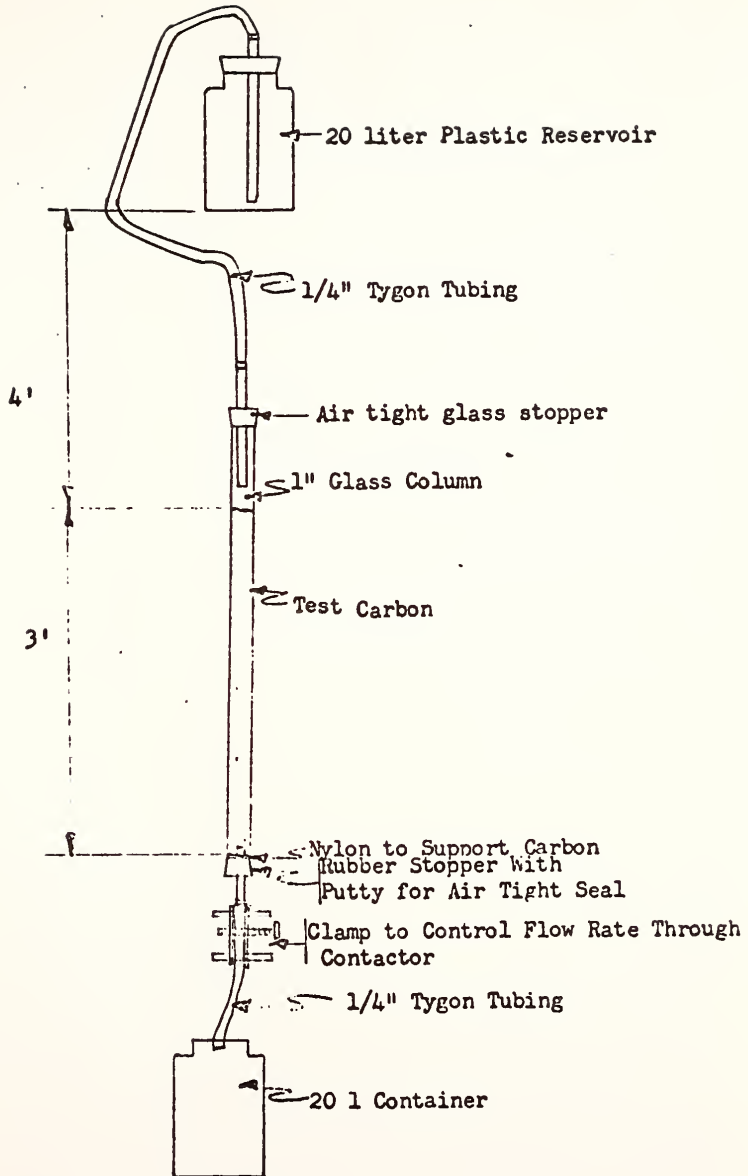 20 liter Plastic Reservoir
1/4" Tygon Tubing
4'
Air tight glass stopper
1" Glass Column
Test Carbon
3'
Nylon to Support Carbon
Rubber Stopper With
Putty for Air Tight Seal
Clamp to Control Flow Rate Through
Contactor
1/4" Tygon Tubing
20 l Container